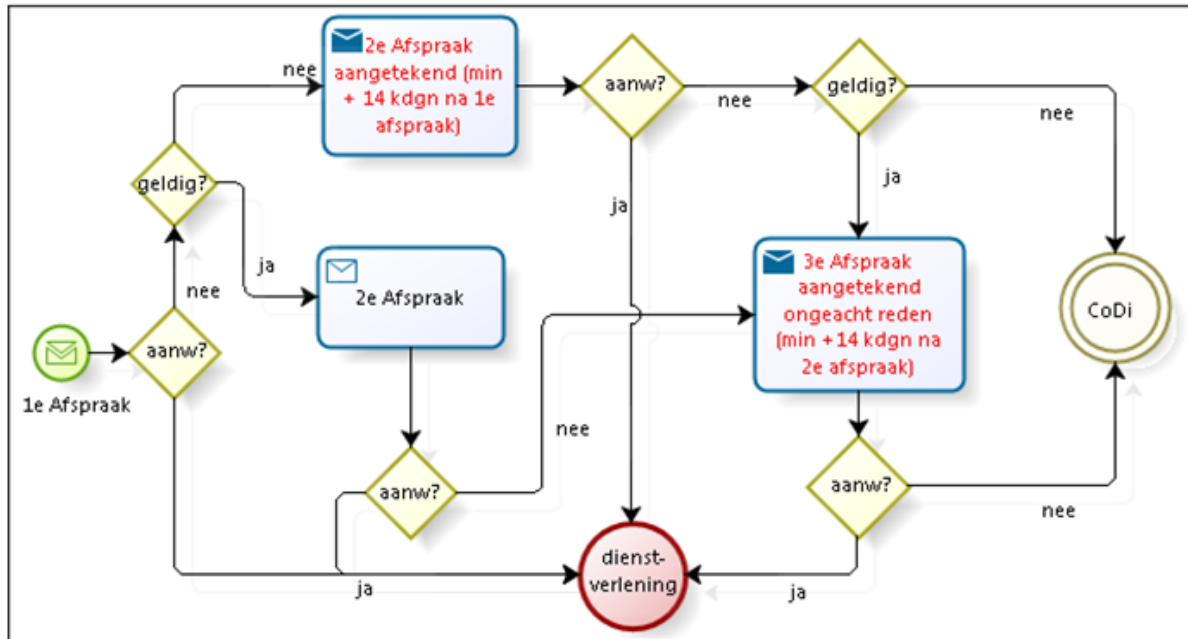 nee
2e Afspraak
aangetekend (min
+ 14 kdgn na 1e
afspraak)
aanw?
nee
geldig?
nee
geldig?
ja
ja
ja
2e Afspraak
3e Afspraak
aangetekend
ongeacht reden
(min +14 kdgn na
2e afspraak)
CoDi
nee
aanw?
1e Afspraak
nee
aanw?
aanw?
nee
dienst-
verlening
ja
ja